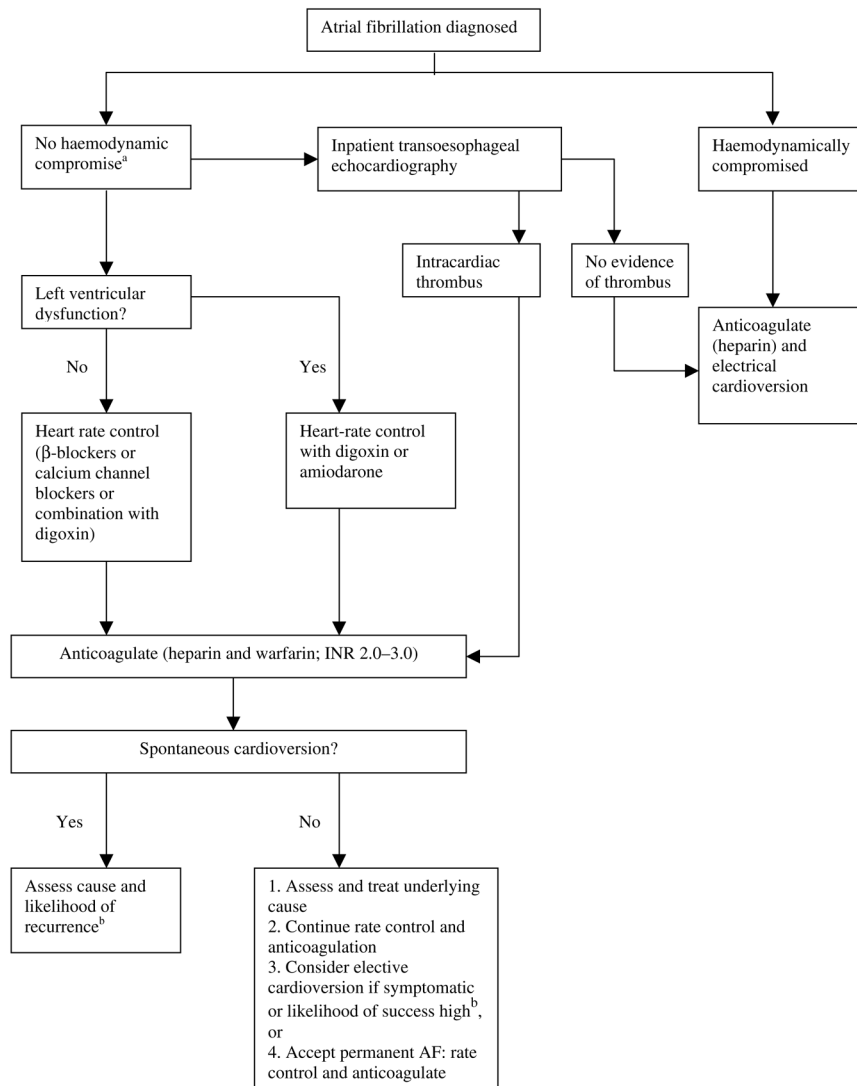 Atrial fibrillation diagnosed
No haemodynamic
compromiseᵃ
Inpatient transoesophageal
echocardiography
Haemodynamically
compromised
Intracardiac
thrombus
No evidence
of thrombus
Left ventricular
dysfunction?
Anticoagulate
(heparin) and
electrical
cardioversion
No
Yes
Heart rate control
(β-blockers or
calcium channel
blockers or
combination with
digoxin)
Heart-rate control
with digoxin or
amiodarone
Anticoagulate (heparin and warfarin; INR 2.0–3.0)
Spontaneous cardioversion?
Yes
No
Assess cause and
likelihood of
recurrenceᵇ
1. Assess and treat underlying
cause
2. Continue rate control and
anticoagulation
3. Consider elective
cardioversion if symptomatic
or likelihood of success highᵇ,
or
4. Accept permanent AF: rate
control and anticoagulate